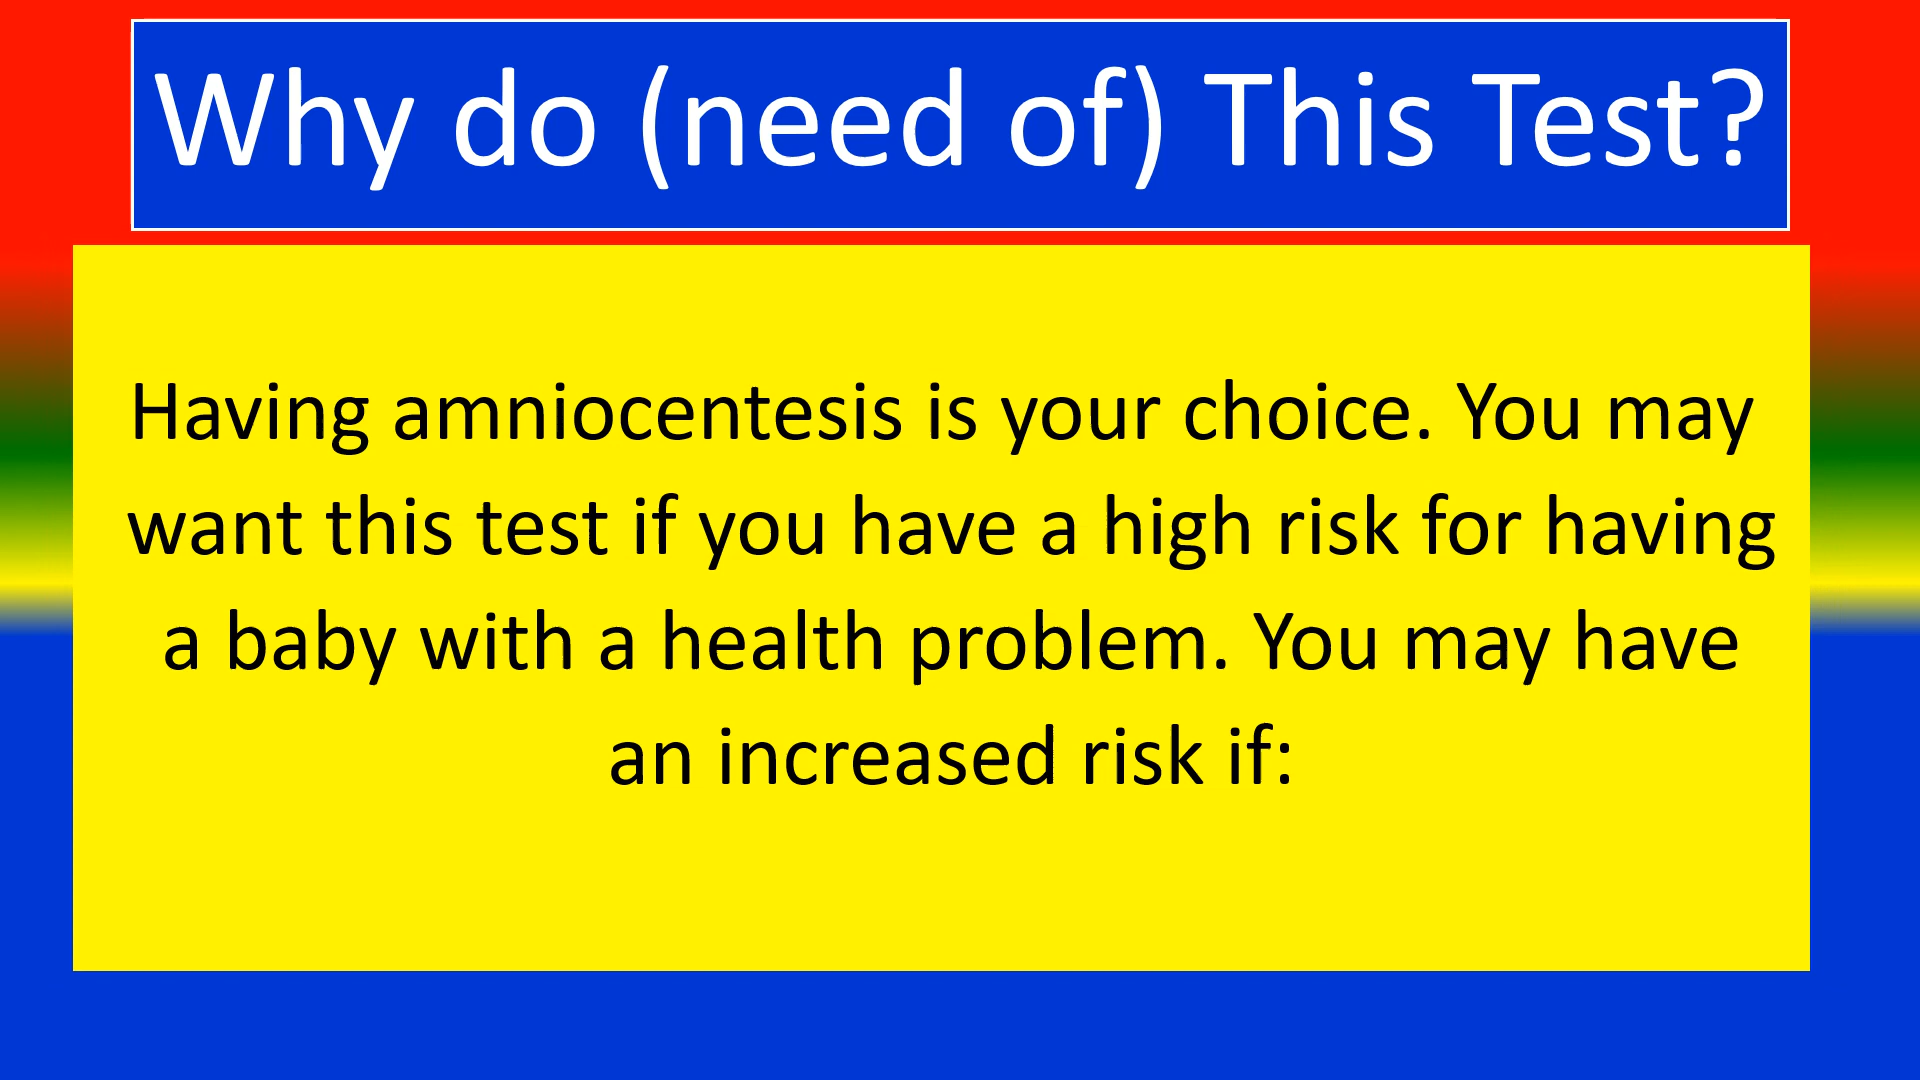 Why do (need of) This Test?
Having amniocentesis is your choice. You may
want this test if you have a high risk for having
a baby with a health problem. You may have
an increased risk if: